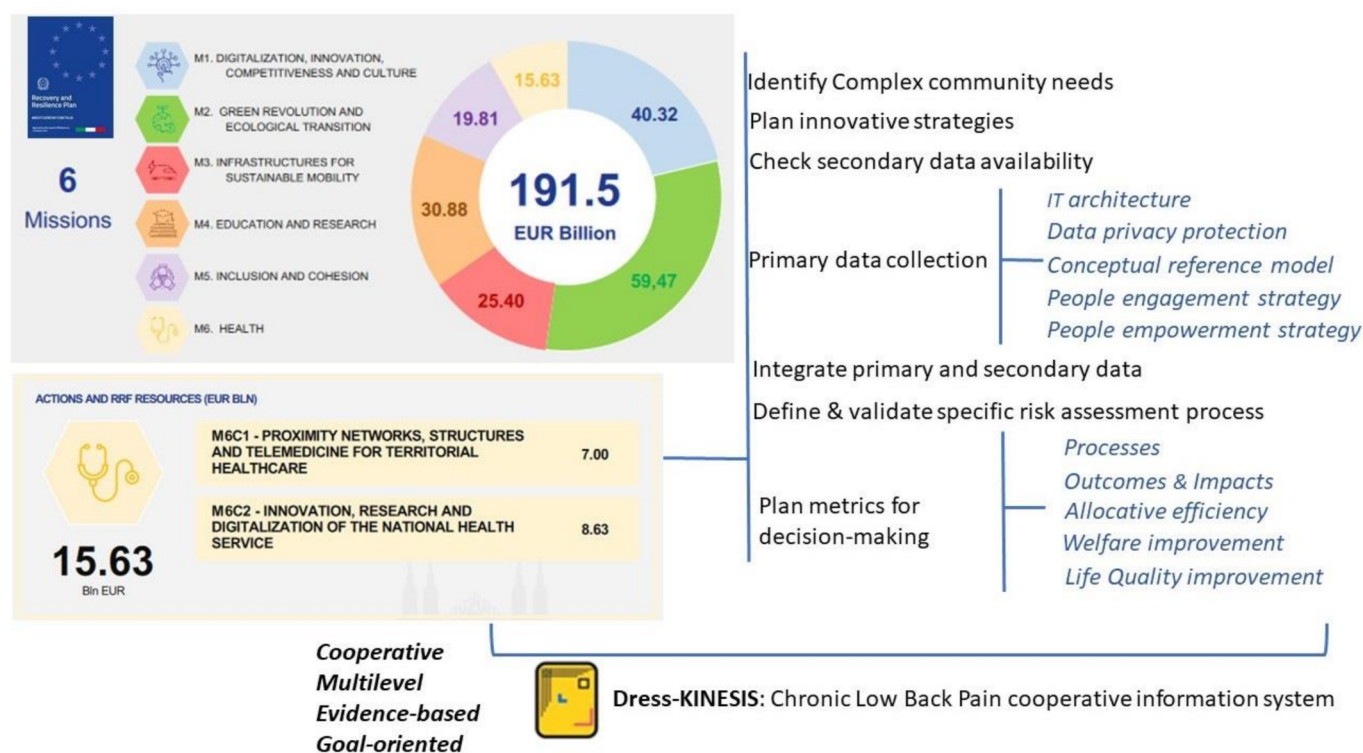 Recovery and
Resilience Plan
6
Missions
M1. DIGITALIZATION, INNOVATION,
COMPETITIVENESS AND CULTURE
M2. GREEN REVOLUTION AND
ECOLOGICAL TRANSITION
M3. INFRASTRUCTURES FOR
SUSTAINABLE MOBILITY
M4. EDUCATION AND RESEARCH
M5. INCLUSION AND COHESION
M6. HEALTH
15.63
40.32
19.81
30.88
25.40
59,47
191.5
EUR Billion
ACTIONS AND RRF RESOURCES (EUR BLN)
15.63
Bln EUR
M6C1 - PROXIMITY NETWORKS, STRUCTURES
AND TELEMEDICINE FOR TERRITORIAL
HEALTHCARE
7.00
M6C2 - INNOVATION, RESEARCH AND
DIGITALIZATION OF THE NATIONAL HEALTH
SERVICE
8.63
Identify Complex community needs
Plan innovative strategies
Check secondary data availability
Primary data collection
IT architecture
Data privacy protection
Conceptual reference model
People engagement strategy
People empowerment strategy
Integrate primary and secondary data
Define & validate specific risk assessment process
Plan metrics for
decision-making
Processes
Outcomes & Impacts
Allocative efficiency
Welfare improvement
Life Quality improvement
Cooperative
Multilevel
Evidence-based
Goal-oriented
Dress-KINESIS: Chronic Low Back Pain cooperative information system